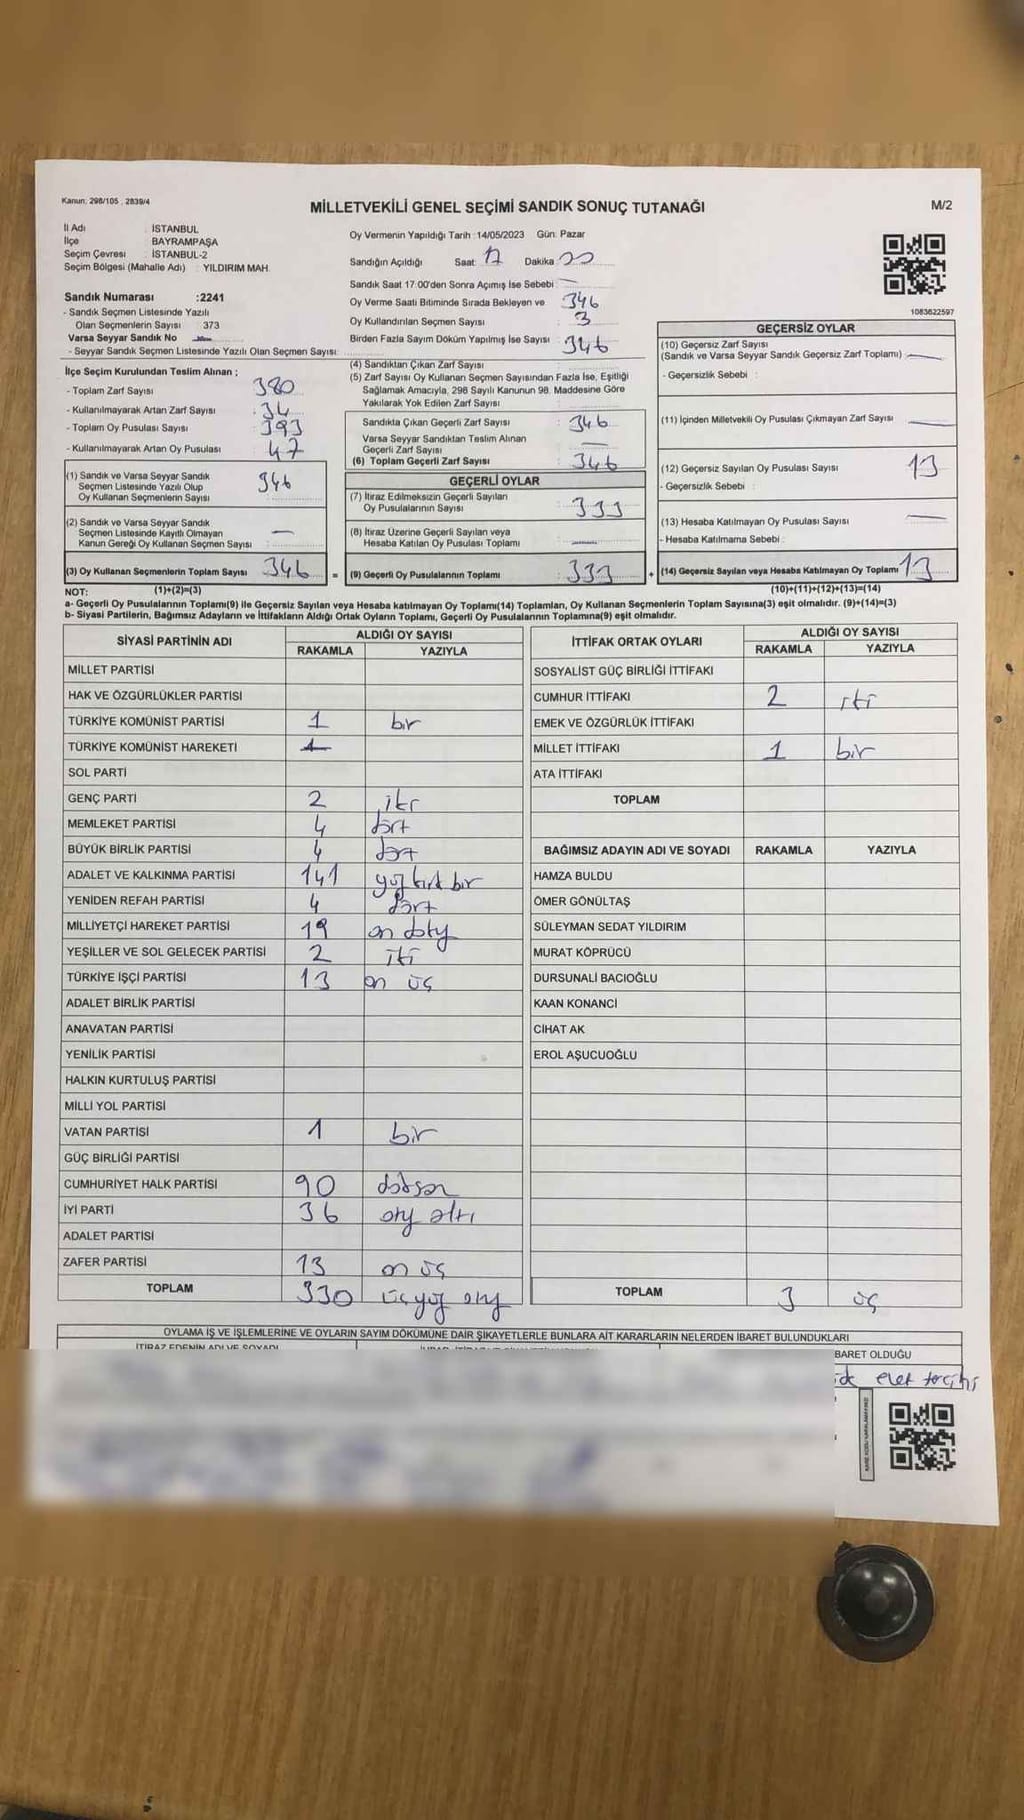 Kanun: 298/105 , 2839/4
MİLLETVEKİLİ GENEL SEÇİMİ SANDIK SONUÇ TUTANAĞI
M/2
İl Adı : İSTANBUL
İlçe : BAYRAMPAŞA
Seçim Çevresi : İSTANBUL-2
Seçim Bölgesi (Mahalle Adı) : YILDIRIM MAH.
Sandık Numarası :2241
- Sandık Seçmen Listesinde Yazılı
Olan Seçmenlerin Sayısı : 373
Varsa Seyyar Sandık No
- Seyyar Sandık Seçmen Listesinde Yazılı Olan Seçmen Sayısı:
İlçe Seçim Kurulundan Teslim Alınan ;
- Toplam Zarf Sayısı : 380
- Kullanılmayarak Artan Zarf Sayısı : 34
- Toplam Oy Pusulası Sayısı : 393
- Kullanılmayarak Artan Oy Pusulası : 47
(1) Sandık ve Varsa Seyyar Sandık
Seçmen Listesinde Yazılı Olup
Oy Kullanan Seçmenlerin Sayısı : 346
(2) Sandık ve Varsa Seyyar Sandık
Seçmen Listesinde Kayıtlı Olmayan
Kanun Gereği Oy Kullanan Seçmen Sayısı : —
(3) Oy Kullanan Seçmenlerin Toplam Sayısı : 346
Oy Vermenin Yapıldığı Tarih :14/05/2023 Gün: Pazar
Sandığın Açıldığı Saat: 17 Dakika
Sandık Saat 17:00'den Sonra Açımış İse Sebebi : —
Oy Verme Saati Bitiminde Sırada Bekleyen ve : 346
Oy Kullandırılan Seçmen Sayısı : 3
Birden Fazla Sayım Döküm Yapılmış İse Sayısı : 346
(4) Sandıktan Çıkan Zarf Sayısı
(5) Zarf Sayısı Oy Kullanan Seçmen Sayısından Fazla İse, Eşitliği
Sağlamak Amacıyla, 298 Sayılı Kanunun 98. Maddesine Göre
Yakılarak Yok Edilen Zarf Sayısı :
Sandıkta Çıkan Geçerli Zarf Sayısı : 346
Varsa Seyyar Sandıktan Teslim Alınan
Geçerli Zarf Sayısı : —
(6) Toplam Geçerli Zarf Sayısı : 346
GEÇERLİ OYLAR
(7) İtiraz Edilmeksizin Geçerli Sayılan
Oy Pusulalarının Sayısı : 333
(8) İtiraz Üzerine Geçerli Sayılan veya
Hesaba Katılan Oy Pusulası Toplamı : —
= (9) Geçerli Oy Pusulalarının Toplamı : 333
1083622597
GEÇERSİZ OYLAR
(10) Geçersiz Zarf Sayısı
(Sandık ve Varsa Seyyar Sandık Geçersiz Zarf Toplamı) : —
- Geçersizlik Sebebi :
(11) İçinden Milletvekili Oy Pusulası Çıkmayan Zarf Sayısı : —
(12) Geçersiz Sayılan Oy Pusulası Sayısı : 13
- Geçersizlik Sebebi :
(13) Hesaba Katılmayan Oy Pusulası Sayısı : —
- Hesaba Katılmama Sebebi :
+ (14) Geçersiz Sayılan veya Hesaba Katılmayan Oy Toplamı 13
NOT: (1)+(2)=(3) (10)+(11)+(12)+(13)=(14)
a- Geçerli Oy Pusulalarının Toplamı(9) ile Geçersiz Sayılan veya Hesaba katılmayan Oy Toplamı(14) Toplamları, Oy Kullanan Seçmenlerin Toplam Sayısına(3) eşit olmalıdır. (9)+(14)=(3)
b- Siyasi Partilerin, Bağımsız Adayların ve İttifakların Aldığı Ortak Oyların Toplamı, Geçerli Oy Pusulalarının Toplamına(9) eşit olmalıdır.
SİYASİ PARTİNİN ADI ALDIĞI OY SAYISI
RAKAMLA YAZIYLA
MİLLET PARTİSİ
HAK VE ÖZGÜRLÜKLER PARTİSİ
TÜRKİYE KOMÜNİST PARTİSİ 1 bir
TÜRKİYE KOMÜNİST HAREKETİ
SOL PARTİ
GENÇ PARTİ 2 iki
MEMLEKET PARTİSİ 4 dört
BÜYÜK BİRLİK PARTİSİ 4 dört
ADALET VE KALKINMA PARTİSİ 141 yüz kırk bir
YENİDEN REFAH PARTİSİ 4 dört
MİLLİYETÇİ HAREKET PARTİSİ 19 on dokuz
YEŞİLLER VE SOL GELECEK PARTİSİ 2 iki
TÜRKİYE İŞÇİ PARTİSİ 13 on üç
ADALET BİRLİK PARTİSİ
ANAVATAN PARTİSİ
YENİLİK PARTİSİ
HALKIN KURTULUŞ PARTİSİ
MİLLİ YOL PARTİSİ
VATAN PARTİSİ 1 bir
GÜÇ BİRLİĞİ PARTİSİ
CUMHURİYET HALK PARTİSİ 90 doksan
İYİ PARTİ 36 otuz altı
ADALET PARTİSİ
ZAFER PARTİSİ 13 on üç
TOPLAM 330 üçyüz otuz
İTTİFAK ORTAK OYLARI ALDIĞI OY SAYISI
RAKAMLA YAZIYLA
SOSYALİST GÜÇ BİRLİĞİ İTTİFAKI
CUMHUR İTTİFAKI 2 iki
EMEK VE ÖZGÜRLÜK İTTİFAKI
MİLLET İTTİFAKI 1 bir
ATA İTTİFAKI
TOPLAM
BAĞIMSIZ ADAYIN ADI VE SOYADI RAKAMLA YAZIYLA
HAMZA BULDU
ÖMER GÖNÜLTAŞ
SÜLEYMAN SEDAT YILDIRIM
MURAT KÖPRÜCÜ
DURSUNALİ BACIOĞLU
KAAN KONANCİ
CİHAT AK
EROL AŞUCUOĞLU
TOPLAM 3 üç
OYLAMA İŞ VE İŞLEMLERİNE VE OYLARIN SAYIM DÖKÜMÜNE DAİR ŞİKAYETLERLE BUNLARA AİT KARARLARIN NELERDEN İBARET BULUNDUKLARI
İTİRAZ EDENİN ADI VE SOYADI
BARET OLDUĞU